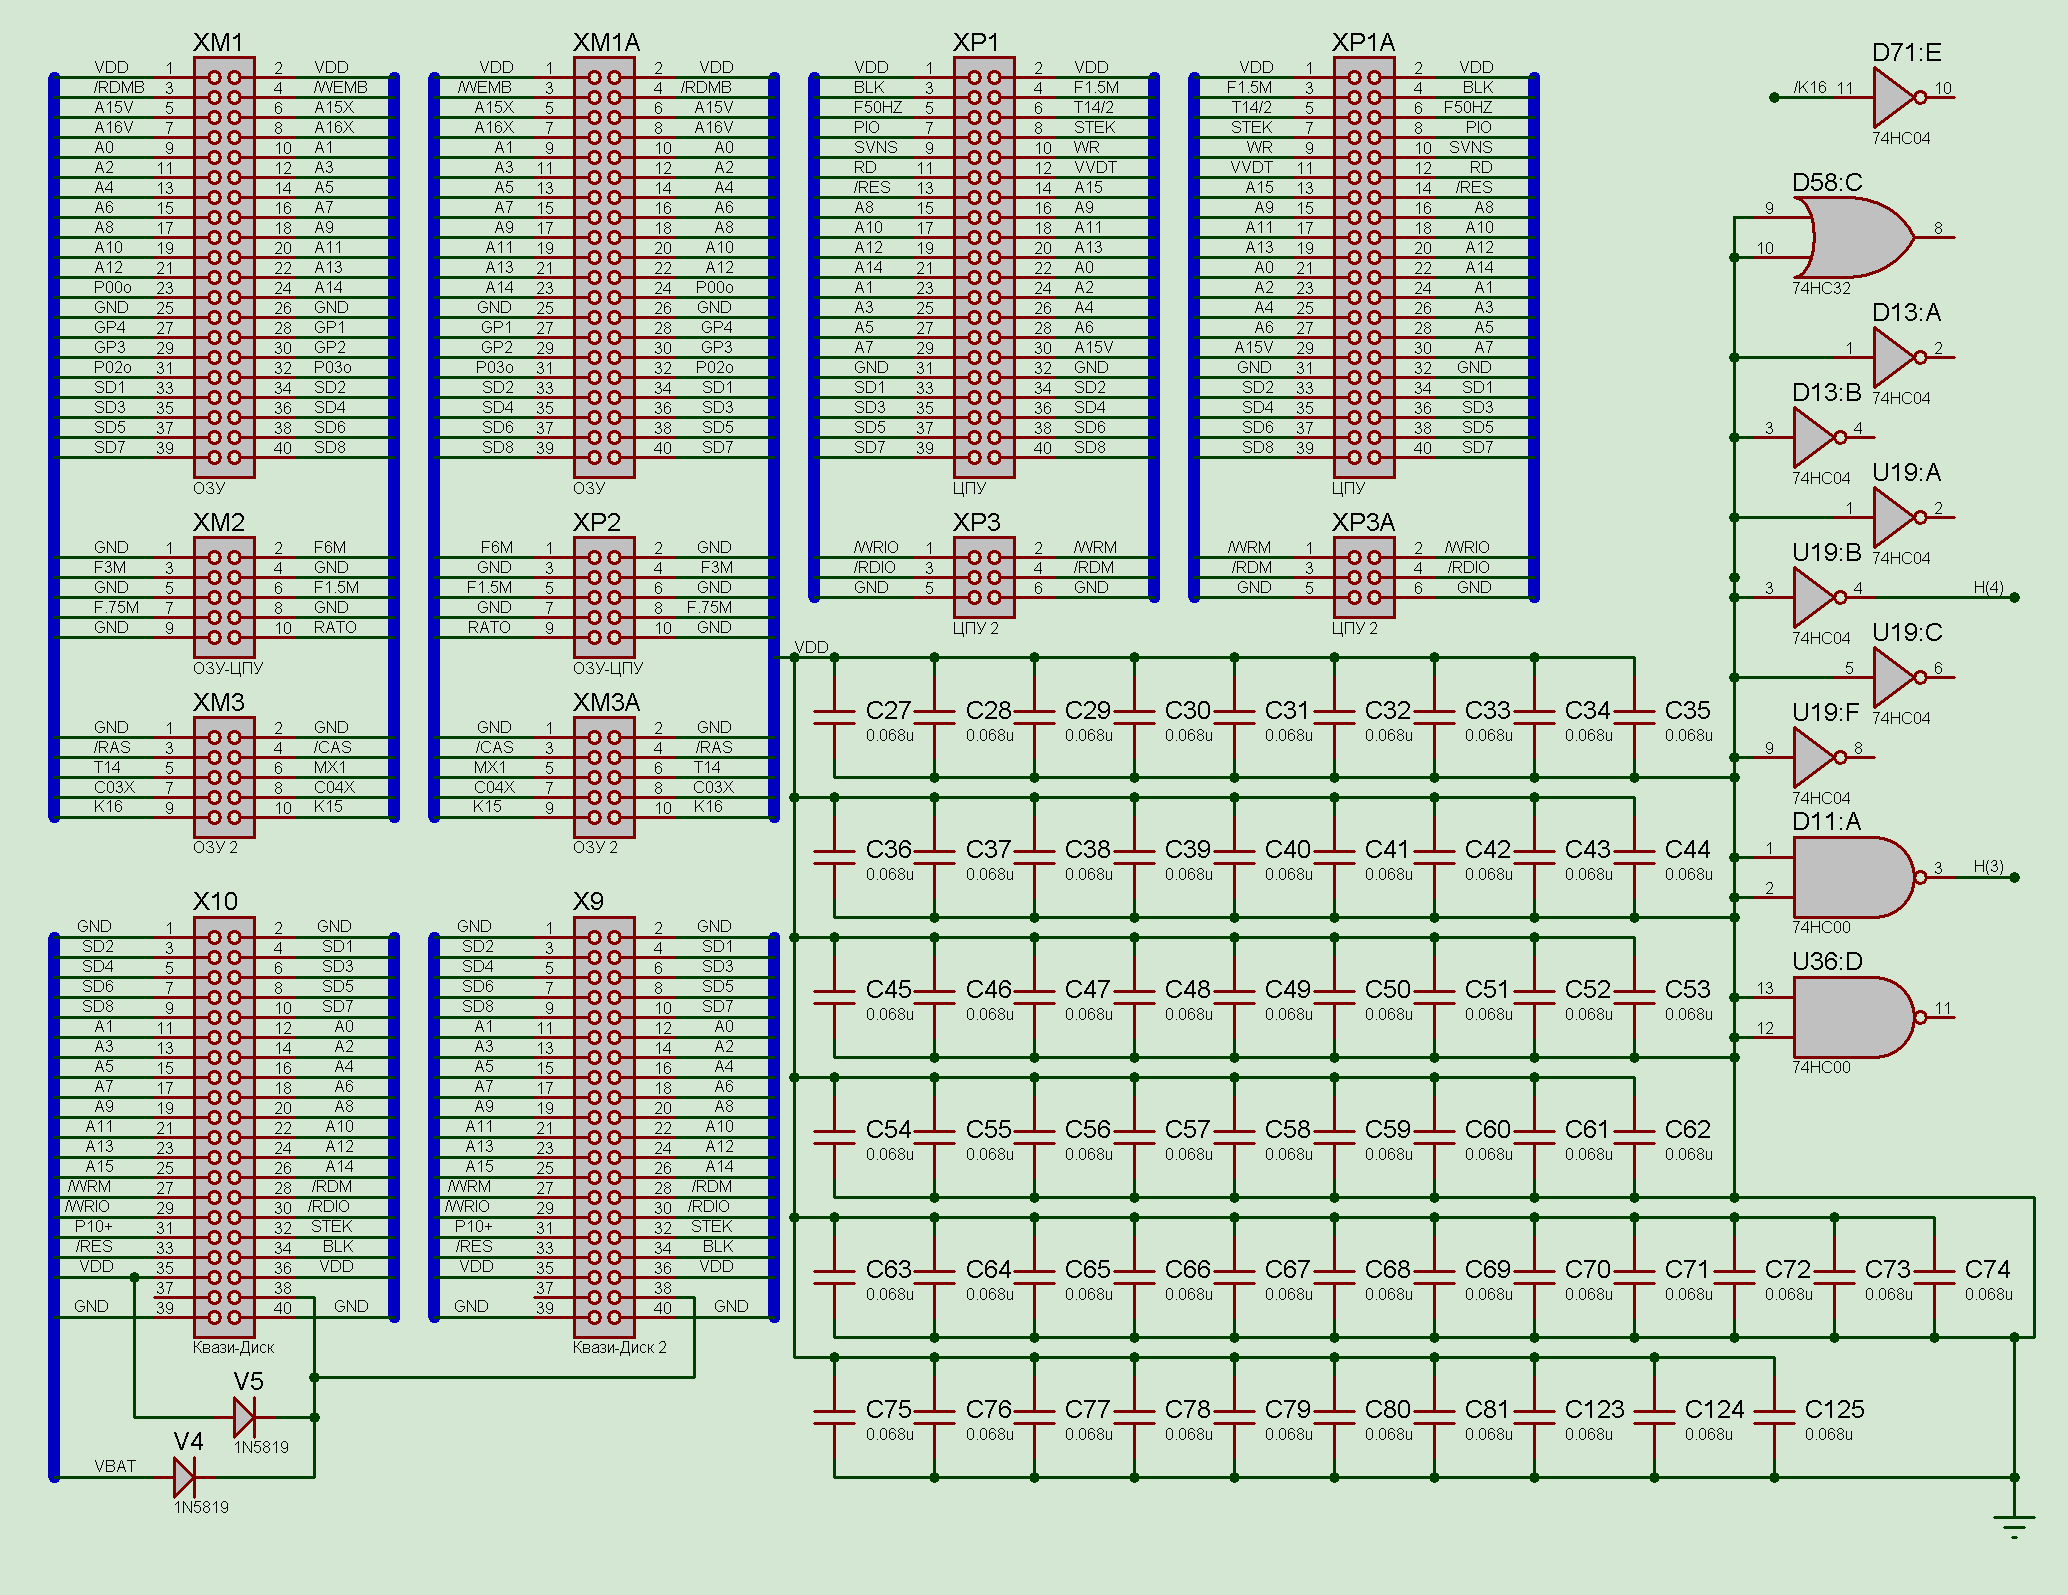 XM1 XM1A XP1 XP1A
VDD 1 2 VDD VDD 1 2 VDD VDD 1 2 VDD VDD 1 2 VDD
/RDMB 3 4 /WEMB /WEMB 3 4 /RDMB BLK 3 4 F1.5M F1.5M 3 4 BLK
A15V 5 6 A15X A15X 5 6 A15V F50HZ 5 6 T14/2 T14/2 5 6 F50HZ
A16V 7 8 A16X A16X 7 8 A16V PIO 7 8 STEK STEK 7 8 PIO
A0 9 10 A1 A1 9 10 A0 SVNS 9 10 WR WR 9 10 SVNS
A2 11 12 A3 A3 11 12 A2 RD 11 12 VVDT VVDT 11 12 RD
A4 13 14 A5 A5 13 14 A4 /RES 13 14 A15 A15 13 14 /RES
A6 15 16 A7 A7 15 16 A6 A8 15 16 A9 A9 15 16 A8
A8 17 18 A9 A9 17 18 A8 A10 17 18 A11 A11 17 18 A10
A10 19 20 A11 A11 19 20 A10 A12 19 20 A13 A13 19 20 A12
A12 21 22 A13 A13 21 22 A12 A14 21 22 A0 A0 21 22 A14
P00o 23 24 A14 A14 23 24 P00o A1 23 24 A2 A2 23 24 A1
GND 25 26 GND GND 25 26 GND A3 25 26 A4 A4 25 26 A3
GP4 27 28 GP1 GP1 27 28 GP4 A5 27 28 A6 A6 27 28 A5
GP3 29 30 GP2 GP2 29 30 GP3 A7 29 30 A15V A15V 29 30 A7
P02o 31 32 P03o P03o 31 32 P02o GND 31 32 GND GND 31 32 GND
SD1 33 34 SD2 SD2 33 34 SD1 SD1 33 34 SD2 SD2 33 34 SD1
SD3 35 36 SD4 SD4 35 36 SD3 SD3 35 36 SD4 SD4 35 36 SD3
SD5 37 38 SD6 SD6 37 38 SD5 SD5 37 38 SD6 SD6 37 38 SD5
SD7 39 40 SD8 SD8 39 40 SD7 SD7 39 40 SD8 SD8 39 40 SD7
ОЗУ ОЗУ ЦПУ ЦПУ
XM2 XP2 XP3 XP3A
GND 1 2 F6M F6M 1 2 GND /WRIO 1 2 /WRM /WRM 1 2 /WRIO
F3M 3 4 GND GND 3 4 F3M /RDIO 3 4 /RDM /RDM 3 4 /RDIO
GND 5 6 F1.5M F1.5M 5 6 GND GND 5 6 GND GND 5 6 GND
F.75M 7 8 GND GND 7 8 F.75M
GND 9 10 RATO RATO 9 10 GND
ОЗУ-ЦПУ ОЗУ-ЦПУ ЦПУ 2 ЦПУ 2
XM3 XM3A
GND 1 2 GND GND 1 2 GND
/RAS 3 4 /CAS /CAS 3 4 /RAS
T14 5 6 MX1 MX1 5 6 T14
C03X 7 8 C04X C04X 7 8 C03X
K16 9 10 K15 K15 9 10 K16
ОЗУ 2 ОЗУ 2
X10 X9
GND 1 2 GND GND 1 2 GND
SD2 3 4 SD1 SD2 3 4 SD1
SD4 5 6 SD3 SD4 5 6 SD3
SD6 7 8 SD5 SD6 7 8 SD5
SD8 9 10 SD7 SD8 9 10 SD7
A1 11 12 A0 A1 11 12 A0
A3 13 14 A2 A3 13 14 A2
A5 15 16 A4 A5 15 16 A4
A7 17 18 A6 A7 17 18 A6
A9 19 20 A8 A9 19 20 A8
A11 21 22 A10 A11 21 22 A10
A13 23 24 A12 A13 23 24 A12
A15 25 26 A14 A15 25 26 A14
/WRM 27 28 /RDM /WRM 27 28 /RDM
/WRIO 29 30 /RDIO /WRIO 29 30 /RDIO
P10+ 31 32 STEK P10+ 31 32 STEK
/RES 33 34 BLK /RES 33 34 BLK
VDD 35 36 VDD VDD 35 36 VDD
37 38 37 38
GND 39 40 GND GND 39 40 GND
Квази-Диск Квази-Диск 2
V5
1N5819
V4
VBAT
1N5819
VDD
C27 C28 C29 C30 C31 C32 C33 C34 C35
0.068u 0.068u 0.068u 0.068u 0.068u 0.068u 0.068u 0.068u 0.068u
C36 C37 C38 C39 C40 C41 C42 C43 C44
0.068u 0.068u 0.068u 0.068u 0.068u 0.068u 0.068u 0.068u 0.068u
C45 C46 C47 C48 C49 C50 C51 C52 C53
0.068u 0.068u 0.068u 0.068u 0.068u 0.068u 0.068u 0.068u 0.068u
C54 C55 C56 C57 C58 C59 C60 C61 C62
0.068u 0.068u 0.068u 0.068u 0.068u 0.068u 0.068u 0.068u 0.068u
C63 C64 C65 C66 C67 C68 C69 C70 C71 C72 C73 C74
0.068u 0.068u 0.068u 0.068u 0.068u 0.068u 0.068u 0.068u 0.068u 0.068u 0.068u 0.068u
C75 C76 C77 C78 C79 C80 C81 C123 C124 C125
0.068u 0.068u 0.068u 0.068u 0.068u 0.068u 0.068u 0.068u 0.068u 0.068u
D71:E
/K16 11 10
74HC04
D58:C
9
8
10
74HC32
D13:A
1 2
74HC04
D13:B
3 4
74HC04
U19:A
1 2
74HC04
U19:B
3 4 H(4)
74HC04
U19:C
5 6
74HC04
U19:F
9 8
74HC04
D11:A
1
3 H(3)
2
74HC00
U36:D
13
11
12
74HC00